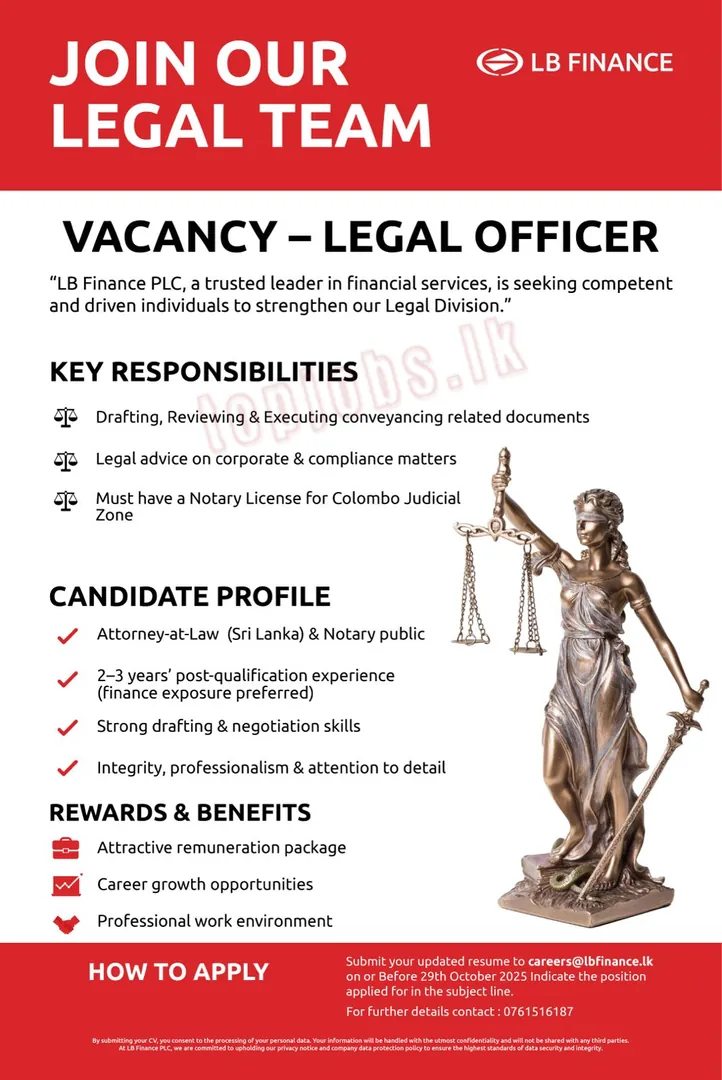 JOIN OUR
LEGAL TEAM
LB FINANCE
VACANCY – LEGAL OFFICER
“LB Finance PLC, a trusted leader in financial services, is seeking competent
and driven individuals to strengthen our Legal Division.”
topjobs.lk
KEY RESPONSIBILITIES
Drafting, Reviewing & Executing conveyancing related documents
Legal advice on corporate & compliance matters
Must have a Notary License for Colombo Judicial
Zone
CANDIDATE PROFILE
Attorney-at-Law (Sri Lanka) & Notary public
2–3 years’ post-qualification experience
(finance exposure preferred)
Strong drafting & negotiation skills
Integrity, professionalism & attention to detail
REWARDS & BENEFITS
Attractive remuneration package
Career growth opportunities
Professional work environment
HOW TO APPLY
Submit your updated resume to careers@lbfinance.lk
on or Before 29th October 2025 Indicate the position
applied for in the subject line.
For further details contact : 0761516187
By submitting your CV, you consent to the processing of your personal data. Your information will be handled with the utmost confidentiality and will not be shared with any third parties.
At LB Finance PLC, we are committed to upholding our privacy notice and company data protection policy to ensure the highest standards of data security and integrity.